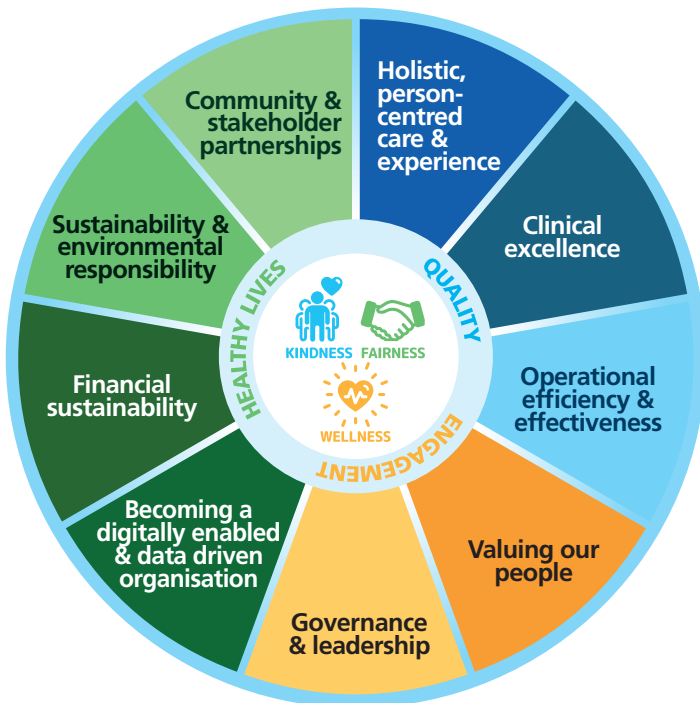 Holistic,
person-
centred
care &
experience
Clinical
excellence
Operational
efficiency &
effectiveness
Valuing our
people
Governance
& leadership
Becoming a
digitally enabled
& data driven
organisation
Financial
sustainability
Sustainability &
environmental
responsibility
Community &
stakeholder
partnerships
HEALTHY LIVES
QUALITY
ENGAGEMENT
KINDNESS
FAIRNESS
WELLNESS